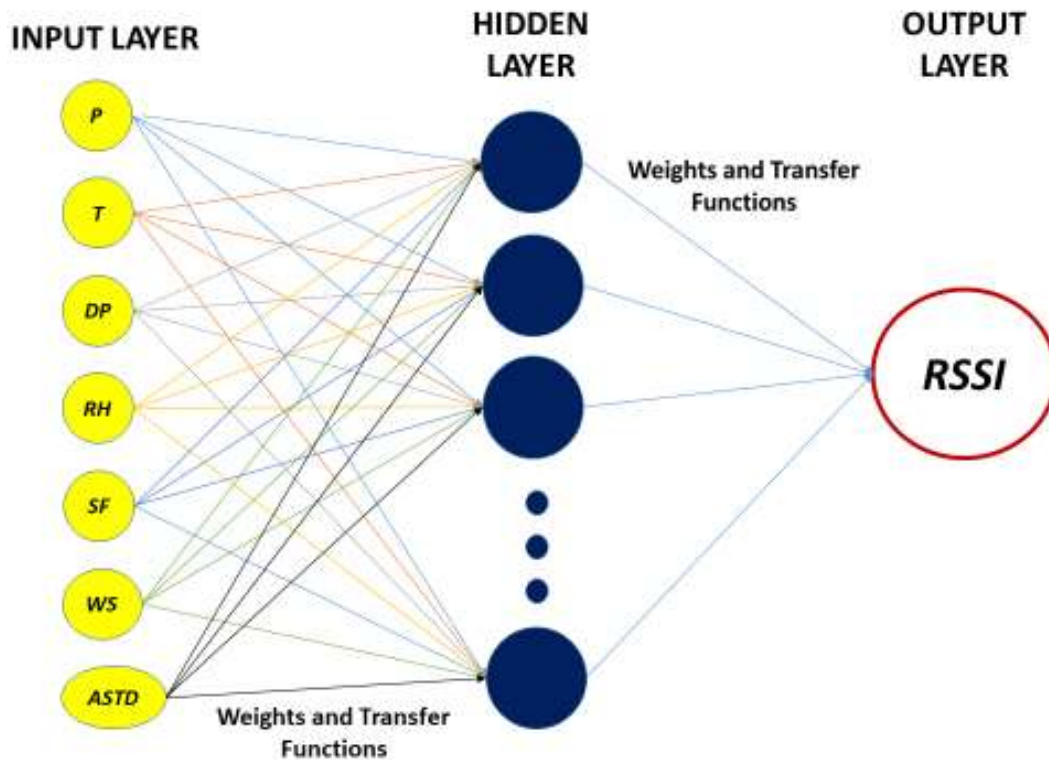 INPUT LAYER
HIDDEN
LAYER
OUTPUT
LAYER
P
T
DP
RH
SF
WS
ASTD
Weights and Transfer
Functions
Weights and Transfer
Functions
RSSI